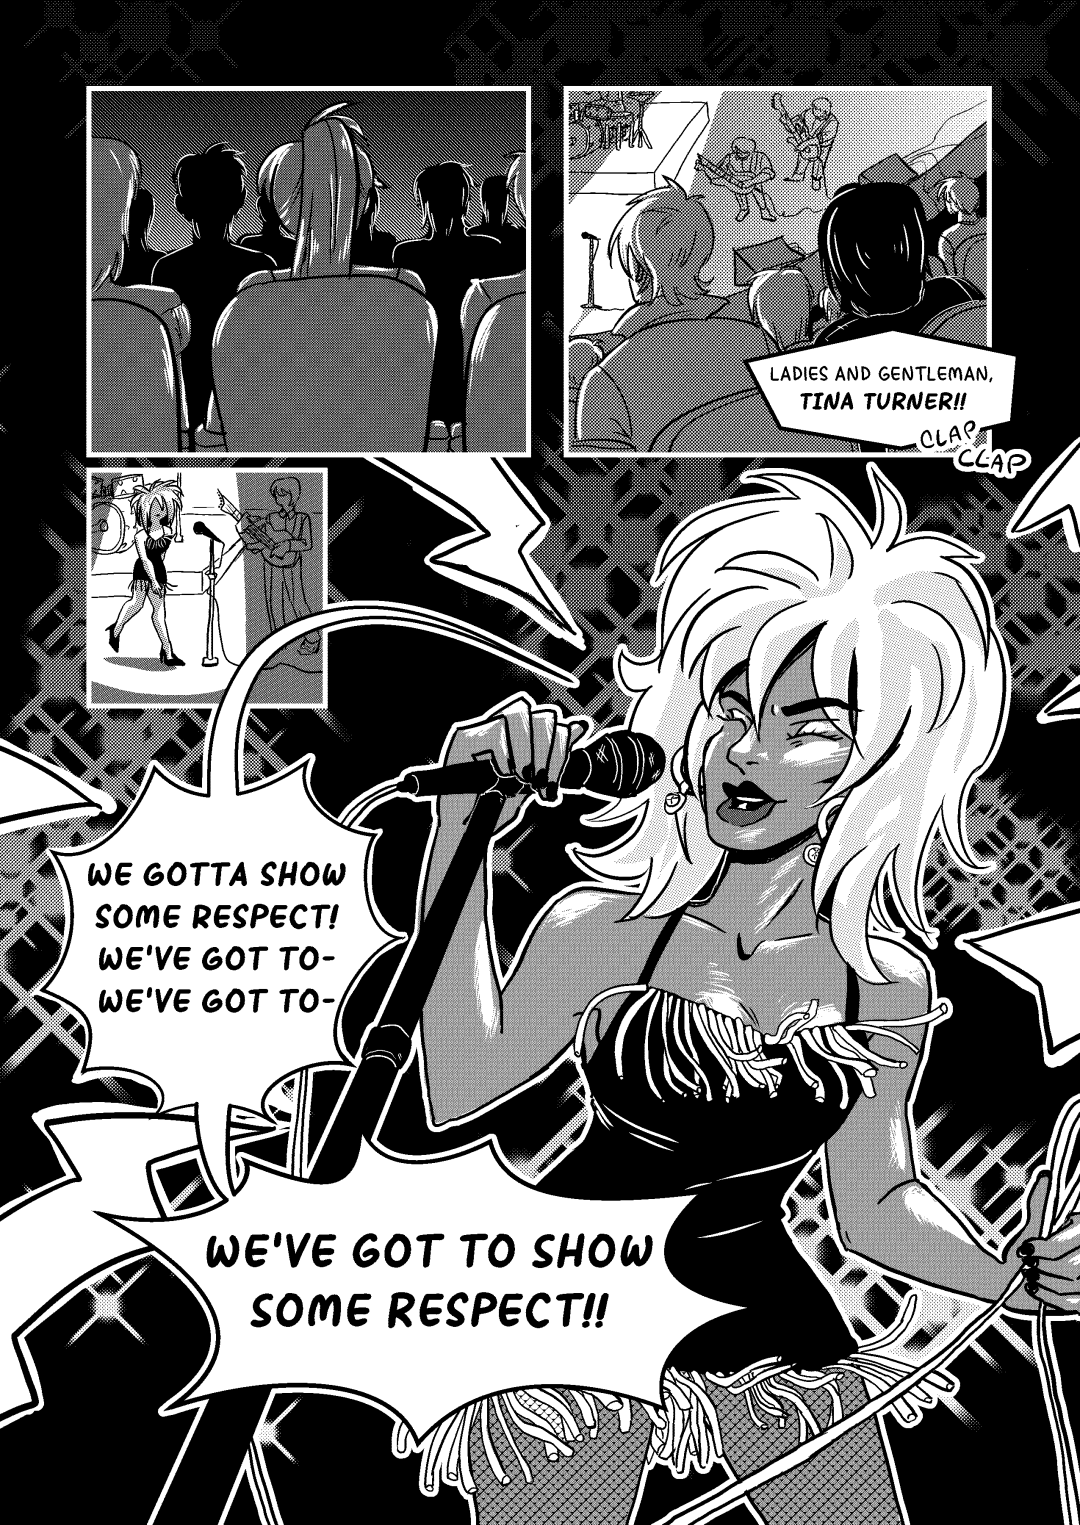 LADIES AND GENTLEMAN,
TINA TURNER!!
CLAP
CLAP
WE GOTTA SHOW
SOME RESPECT!
WE'VE GOT TO-
WE'VE GOT TO-
WE'VE GOT TO SHOW
SOME RESPECT!!